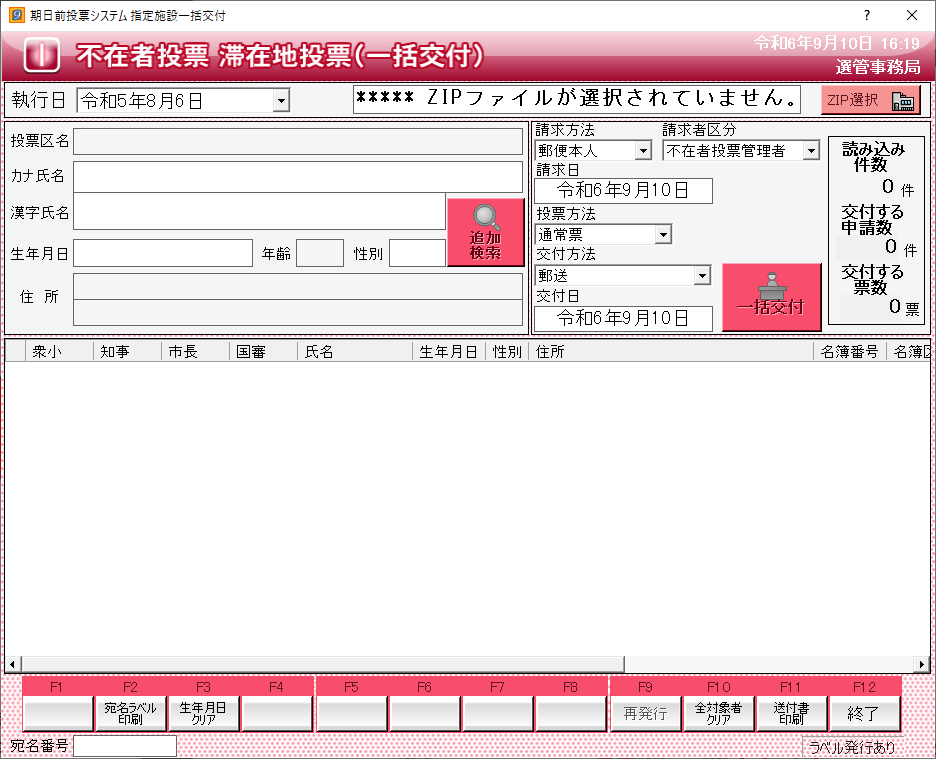 期日前投票システム 指定施設一括交付
?
不在者投票 滞在地投票(一括交付)
令和6年9月10日 16:19
選管事務局
執行日
令和5年8月6日
***** ZIPファイルが選択されていません。
ZIP選択
投票区名
カナ氏名
漢字氏名
追加
検索
生年月日
年齢
性別
住 所
請求方法
請求者区分
郵便本人
不在者投票管理者
請求日
令和6年9月10日
投票方法
通常票
交付方法
郵送
交付日
令和6年9月10日
一括交付
読み込み
件数
0 件
交付する
申請数
0 件
交付する
票数
0 票
衆小 知事 市長 国審 氏名 生年月日 性別 住所 名簿番号 名簿区
F1 F2 F3 F4 F5 F6 F7 F8 F9 F10 F11 F12
宛名ラベル
印刷
生年月日
クリア
再発行
全対象者
クリア
送付書
印刷
終了
宛名番号
ラベル発行あり